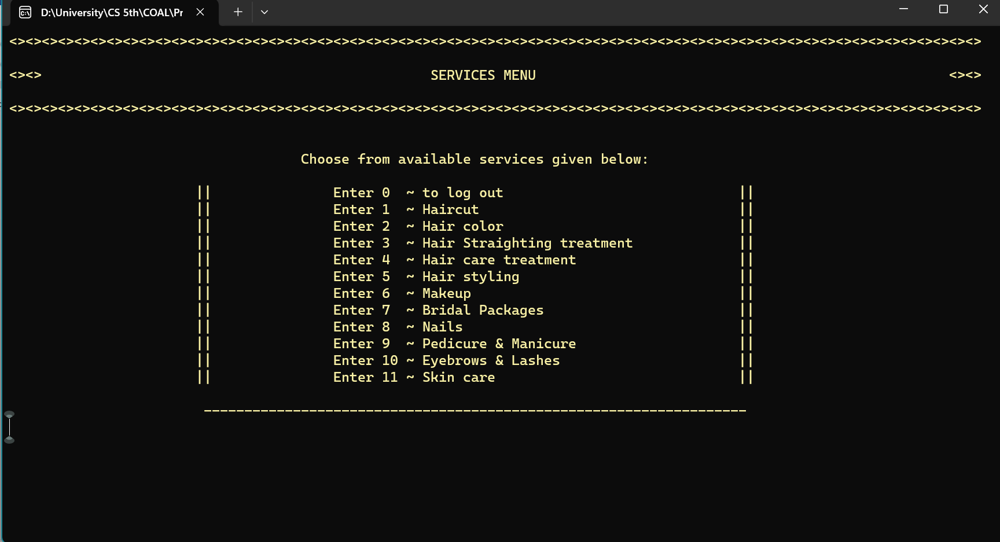 D:\University\CS 5th\COAL\Pr
<><><><><><><><><><><><><><><><><><><><><><><><><><><><><><><><><><><><><><><><><><><><><><><><><><><><><><><><><><><><>
<><> SERVICES MENU <><>
<><><><><><><><><><><><><><><><><><><><><><><><><><><><><><><><><><><><><><><><><><><><><><><><><><><><><><><><><><><><>
Choose from available services given below:
|| Enter 0 ~ to log out ||
|| Enter 1 ~ Haircut ||
|| Enter 2 ~ Hair color ||
|| Enter 3 ~ Hair Straighting treatment ||
|| Enter 4 ~ Hair care treatment ||
|| Enter 5 ~ Hair styling ||
|| Enter 6 ~ Makeup ||
|| Enter 7 ~ Bridal Packages ||
|| Enter 8 ~ Nails ||
|| Enter 9 ~ Pedicure & Manicure ||
|| Enter 10 ~ Eyebrows & Lashes ||
|| Enter 11 ~ Skin care ||
-------------------------------------------------------------------